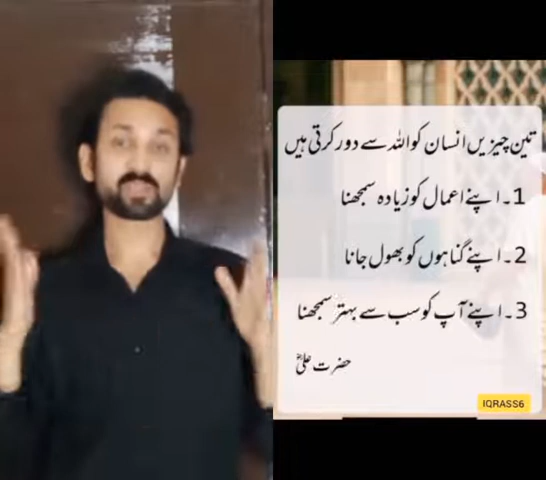 تین چیزیں انسان کو اللہ سے دور کرتی ہیں
1۔ اپنے اعمال کو زیادہ سمجھنا
2۔ اپنے گناہوں کو بھول جانا
3۔ اپنے آپ کو سب سے بہتر سمجھنا
حضرت علیؓ
IQRASS6